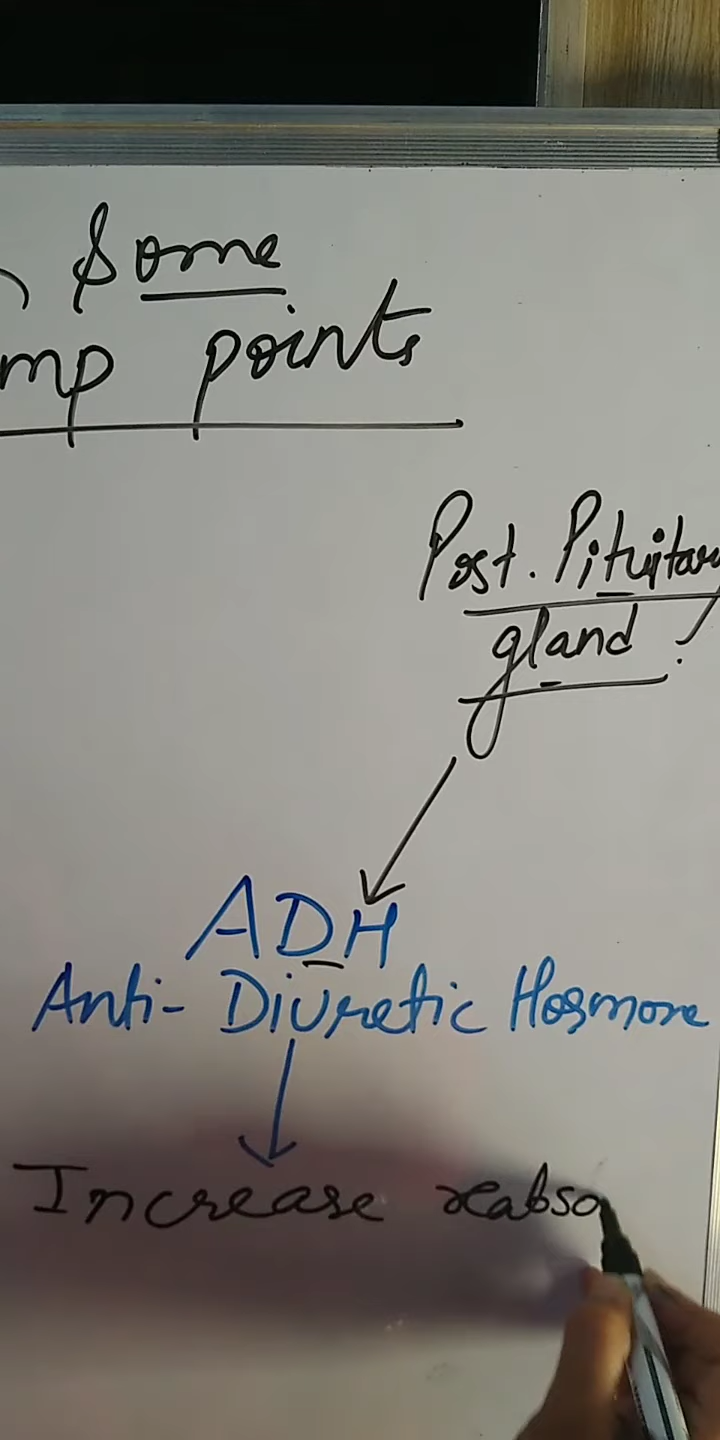 Some
mp points
Post. Pituitary
gland!
ADH
Anti-Diuretic Hormone
Increase reabso